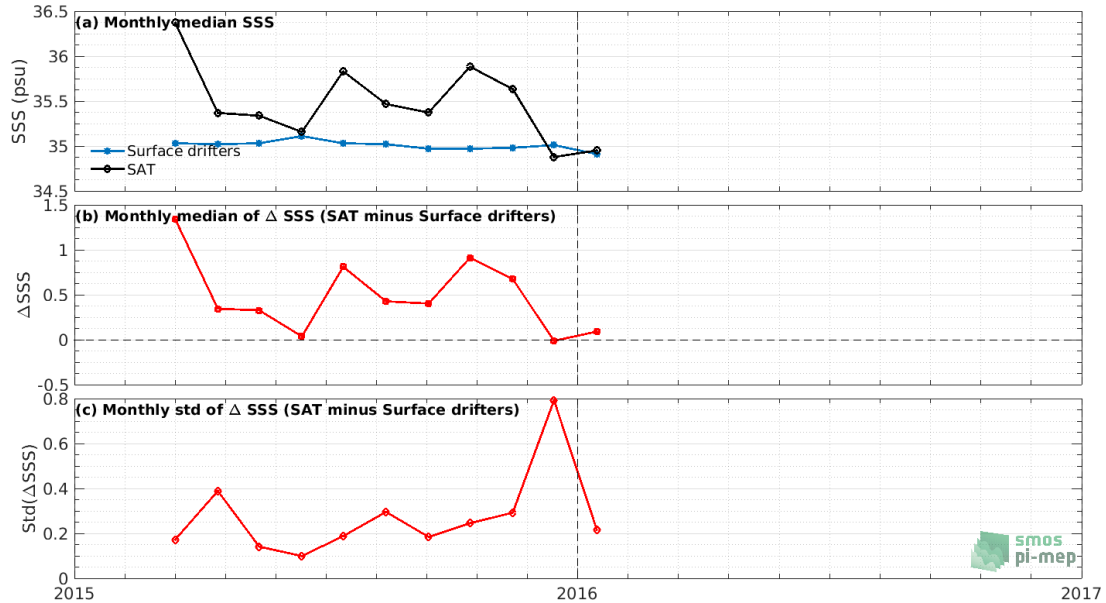 (a) Monthly median SSS
36.5
36
35.5
35
34.5
SSS (psu)
Surface drifters
SAT
(b) Monthly median of Δ SSS (SAT minus Surface drifters)
1.5
1
0.5
0
-0.5
ΔSSS
(c) Monthly std of Δ SSS (SAT minus Surface drifters)
0.8
0.6
0.4
0.2
0
Std(ΔSSS)
2015
2016
2017
smos
pi-mep